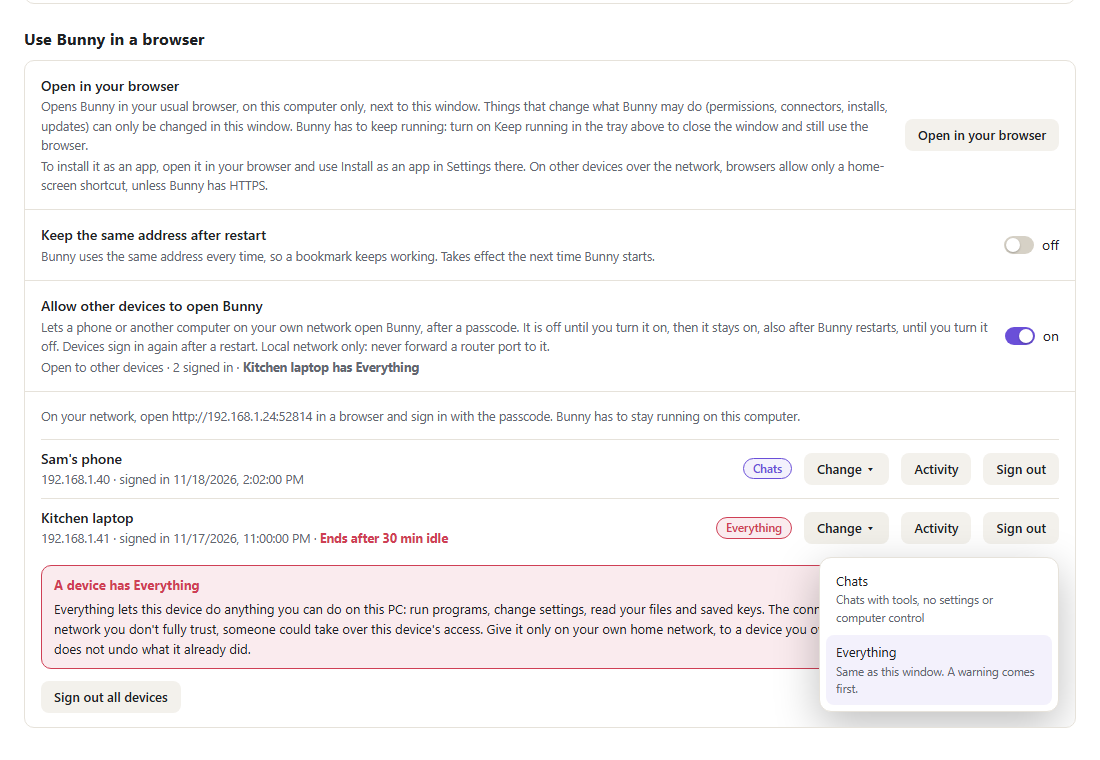 Use Bunny in a browser
Open in your browser
Opens Bunny in your usual browser, on this computer only, next to this window. Things that change what Bunny may do (permissions, connectors, installs,
updates) can only be changed in this window. Bunny has to keep running: turn on Keep running in the tray above to close the window and still use the
browser.
To install it as an app, open it in your browser and use Install as an app in Settings there. On other devices over the network, browsers allow only a home-
screen shortcut, unless Bunny has HTTPS.
Open in your browser
Keep the same address after restart
Bunny uses the same address every time, so a bookmark keeps working. Takes effect the next time Bunny starts.
off
Allow other devices to open Bunny
Lets a phone or another computer on your own network open Bunny, after a passcode. It is off until you turn it on, then it stays on, also after Bunny restarts, until you turn it
off. Devices sign in again after a restart. Local network only: never forward a router port to it.
Open to other devices · 2 signed in · Kitchen laptop has Everything
on
On your network, open http://192.168.1.24:52814 in a browser and sign in with the passcode. Bunny has to stay running on this computer.
Sam's phone
192.168.1.40 · signed in 11/18/2026, 2:02:00 PM
Chats
Change
Activity
Sign out
Kitchen laptop
192.168.1.41 · signed in 11/17/2026, 11:00:00 PM · Ends after 30 min idle
Everything
Change
Activity
Sign out
A device has Everything
Everything lets this device do anything you can do on this PC: run programs, change settings, read your files and saved keys. The
network you don't fully trust, someone could take over this device's access. Give it only on your own home network, to a device you
does not undo what it already did.
Chats
Chats with tools, no settings or
computer control
Everything
Same as this window. A warning comes
first.
Sign out all devices